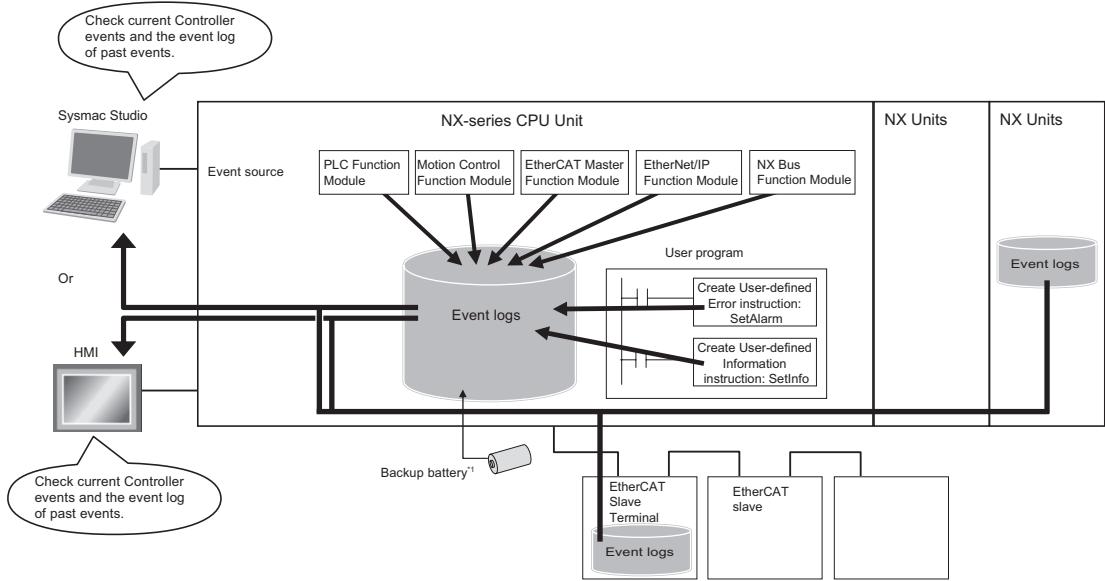 Check current Controller
events and the event log
of past events.
Sysmac Studio
NX-series CPU Unit
NX Units
NX Units
Event source
PLC Function
Module
Motion Control
Function Module
EtherCAT Master
Function Module
EtherNet/IP
Function Module
NX Bus
Function Module
Or
Event logs
User program
Create User-defined
Error instruction:
SetAlarm
Create User-defined
Information
instruction: SetInfo
Event logs
HMI
Check current Controller
events and the event log
of past events.
Backup battery*1
EtherCAT
Slave
Terminal
Event logs
EtherCAT
slave